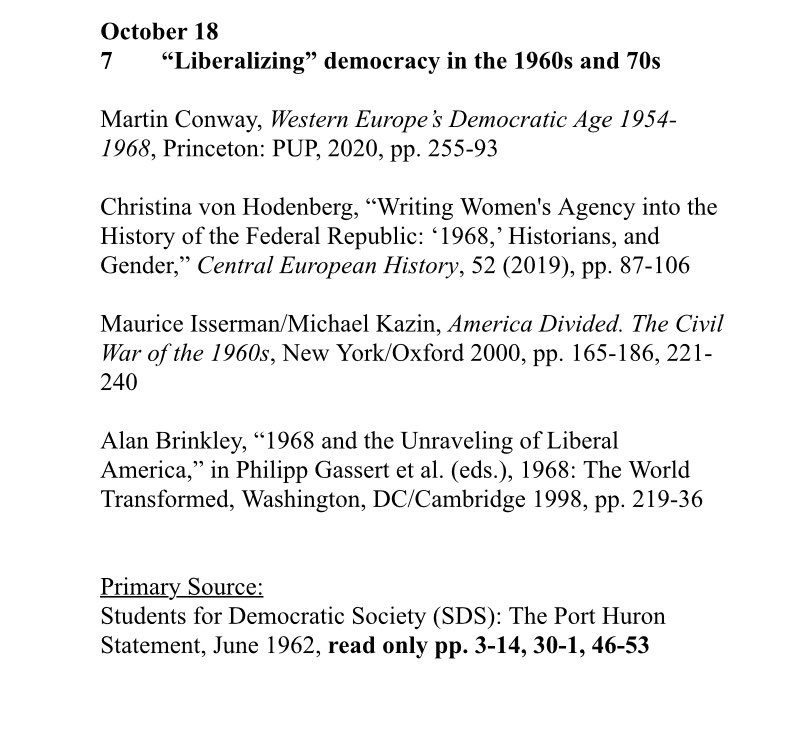 October 18
7 “Liberalizing” democracy in the 1960s and 70s
Martin Conway, Western Europe’s Democratic Age 1954-
1968, Princeton: PUP, 2020, pp. 255-93
Christina von Hodenberg, “Writing Women's Agency into the
History of the Federal Republic: ‘1968,’ Historians, and
Gender,” Central European History, 52 (2019), pp. 87-106
Maurice Isserman/Michael Kazin, America Divided. The Civil
War of the 1960s, New York/Oxford 2000, pp. 165-186, 221-
240
Alan Brinkley, “1968 and the Unraveling of Liberal
America,” in Philipp Gassert et al. (eds.), 1968: The World
Transformed, Washington, DC/Cambridge 1998, pp. 219-36
Primary Source:
Students for Democratic Society (SDS): The Port Huron
Statement, June 1962, read only pp. 3-14, 30-1, 46-53